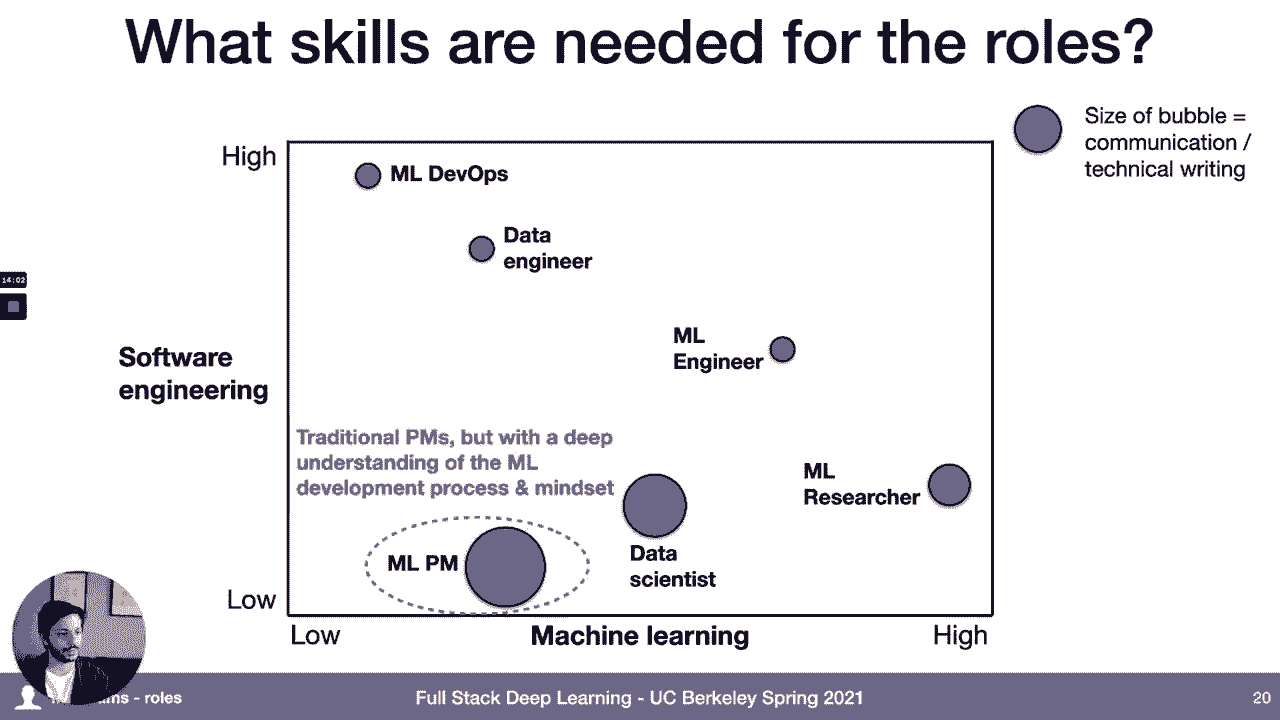 What skills are needed for the roles?
Size of bubble =
communication /
technical writing
High
ML DevOps
Data
engineer
14:02
ML
Engineer
Software
engineering
Traditional PMs, but with a deep
understanding of the ML
development process & mindset
ML
Researcher
ML PM
Data
scientist
Low
Low
Machine learning
High
- roles
Full Stack Deep Learning - UC Berkeley Spring 2021
20